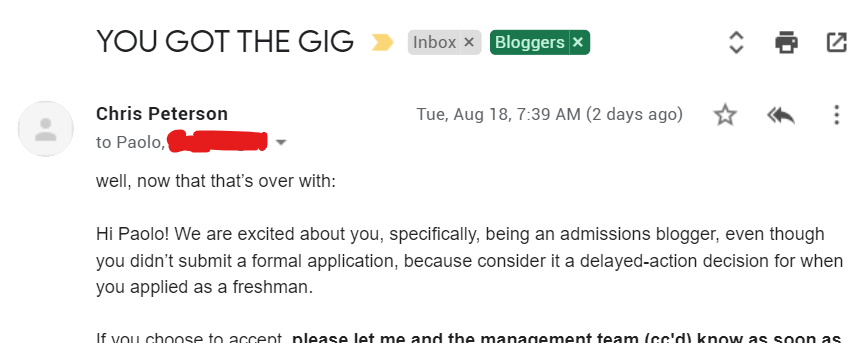 YOU GOT THE GIG Inbox × Bloggers ×
Chris Peterson Tue, Aug 18, 7:39 AM (2 days ago)
to Paolo,
well, now that that’s over with:
Hi Paolo! We are excited about you, specifically, being an admissions blogger, even though
you didn’t submit a formal application, because consider it a delayed-action decision for when
you applied as a freshman.
If you choose to accept, please let me and the management team (cc'd) know as soon as